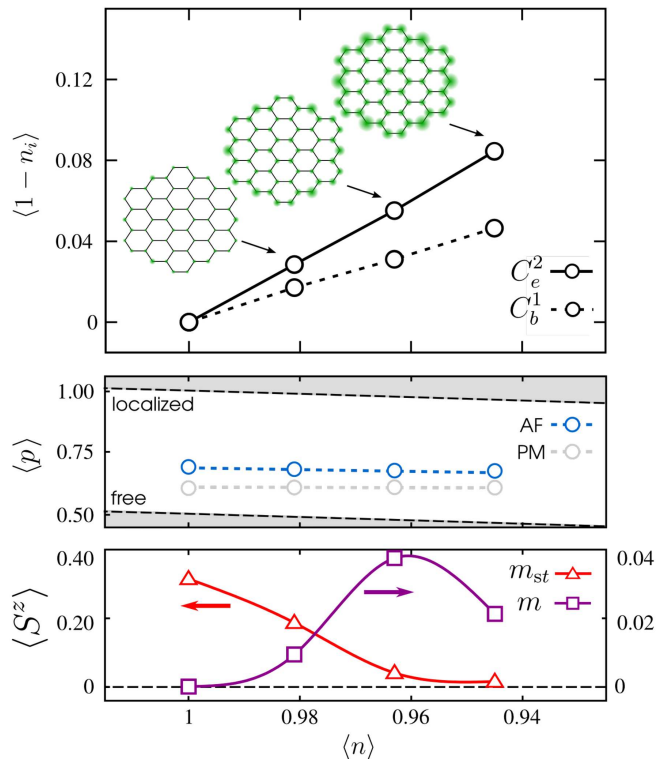 0.12
0.08
0.04
0
⟨1 − n_i⟩
C_e^2
C_b^1
1.00
0.75
0.50
⟨p⟩
localized
free
AF
PM
0.40
0.20
0
⟨S^z⟩
m_st
m
0.04
0.02
0
1
0.98
0.96
0.94
⟨n⟩